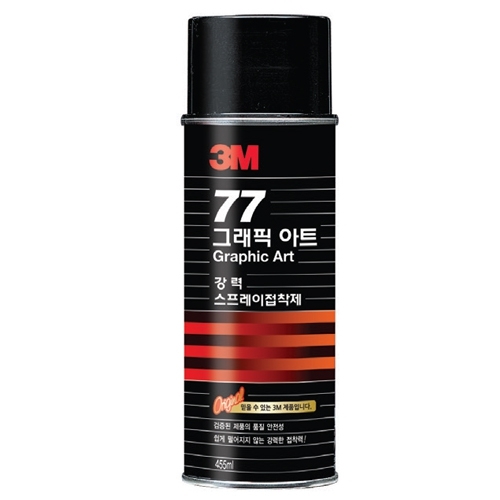 3M
77
그래픽 아트
Graphic Art
강력
스프레이접착제
Original
믿을 수 있는 3M 제품입니다.
검증된 제품의 품질 안전성
쉽게 떨어지지 않는 강력한 접착력!
455ml